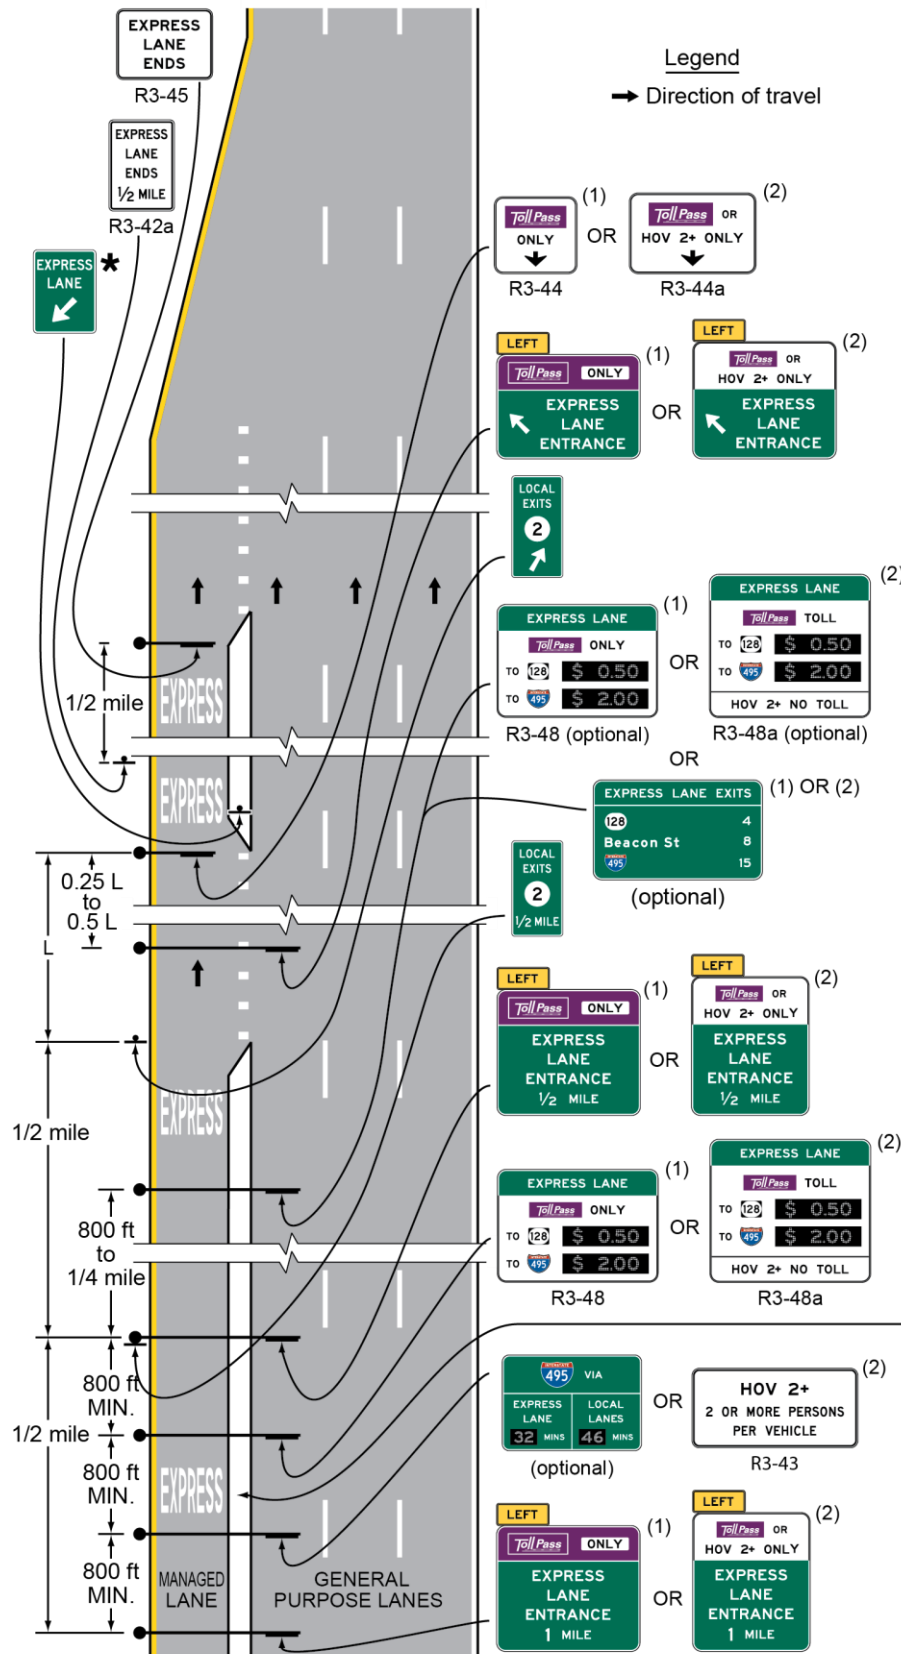 EXPRESS
LANE
ENDS
R3-45
Legend
Direction of travel
EXPRESS
LANE
ENDS
½ MILE
R3-42a
EXPRESS
LANE
*
Toll Pass
ONLY
(1)
OR
Toll Pass OR
HOV 2+ ONLY
(2)
R3-44
R3-44a
LEFT
Toll Pass ONLY
EXPRESS
LANE
ENTRANCE
(1)
OR
LEFT
Toll Pass OR
HOV 2+ ONLY
EXPRESS
LANE
ENTRANCE
(2)
LOCAL
EXITS
2
EXPRESS LANE
Toll Pass ONLY
TO 128 $ 0.50
TO 495 $ 2.00
(1)
R3-48 (optional)
OR
EXPRESS LANE
Toll Pass TOLL
TO 128 $ 0.50
TO 495 $ 2.00
HOV 2+ NO TOLL
(2)
R3-48a (optional)
OR
1/2 mile
EXPRESS
EXPRESS
EXPRESS LANE EXITS
128 4
Beacon St 8
495 15
(1) OR (2)
(optional)
LOCAL
EXITS
2
½ MILE
0.25 L
to
0.5 L
L
LEFT
Toll Pass ONLY
EXPRESS
LANE
ENTRANCE
½ MILE
(1)
OR
LEFT
Toll Pass OR
HOV 2+ ONLY
EXPRESS
LANE
ENTRANCE
½ MILE
(2)
1/2 mile
EXPRESS
800 ft
to
1/4 mile
EXPRESS LANE
Toll Pass ONLY
TO 128 $ 0.50
TO 495 $ 2.00
(1)
R3-48
OR
EXPRESS LANE
Toll Pass TOLL
TO 128 $ 0.50
TO 495 $ 2.00
HOV 2+ NO TOLL
(2)
R3-48a
1/2 mile
800 ft
MIN.
800 ft
MIN.
800 ft
MIN.
INTERSTATE
495 VIA
EXPRESS
LANE
32 MINS
LOCAL
LANES
46 MINS
(optional)
OR
HOV 2+
2 OR MORE PERSONS
PER VEHICLE
(2)
R3-43
EXPRESS
MANAGED
LANE
GENERAL
PURPOSE LANES
LEFT
Toll Pass ONLY
EXPRESS
LANE
ENTRANCE
1 MILE
(1)
OR
LEFT
Toll Pass OR
HOV 2+ ONLY
EXPRESS
LANE
ENTRANCE
1 MILE
(2)